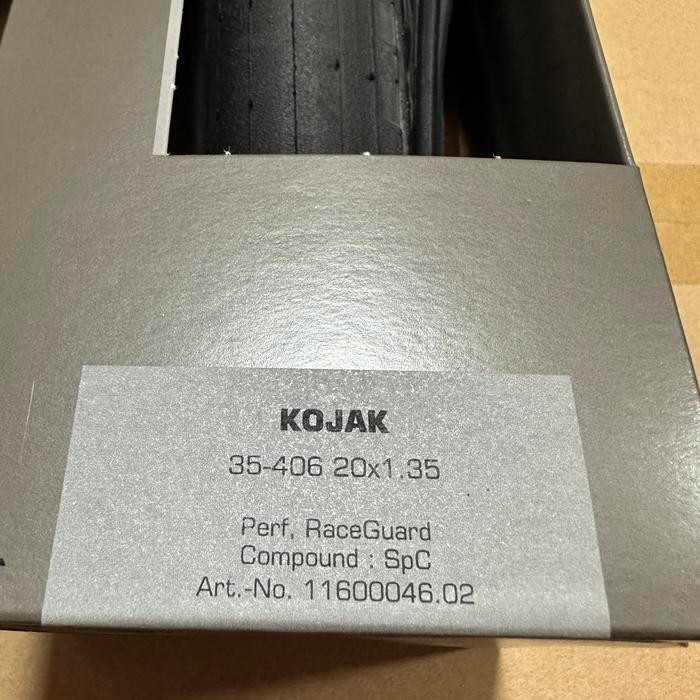 KOJAK
35-406 20x1.35
Perf, RaceGuard
Compound : SpC
Art.-No. 11600046.02